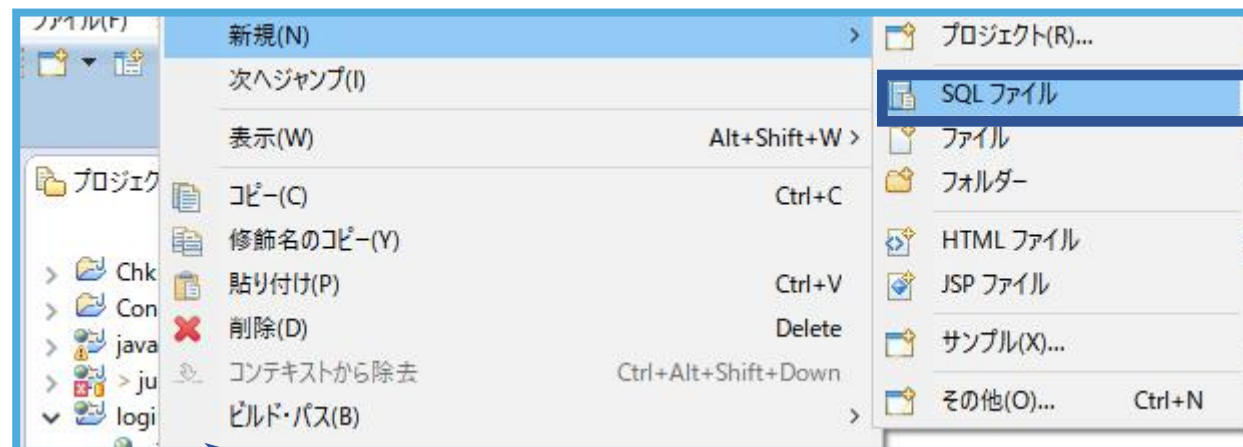 ファイル(F)
新規(N)
次へジャンプ(I)
表示(W) Alt+Shift+W
コピー(C) Ctrl+C
修飾名のコピー(Y)
貼り付け(P) Ctrl+V
削除(D) Delete
コンテキストから除去 Ctrl+Alt+Shift+Down
ビルド・パス(B)
プロジェクト(R)...
SQL ファイル
ファイル
フォルダー
HTML ファイル
JSP ファイル
サンプル(X)...
その他(O)... Ctrl+N
プロジェク
Chk
Con
java
> ju
logi